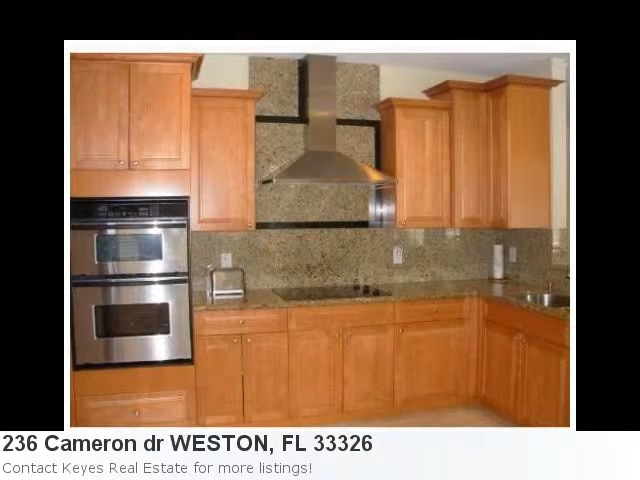 236 Cameron dr WESTON, FL 33326
Contact Keyes Real Estate for more listings!